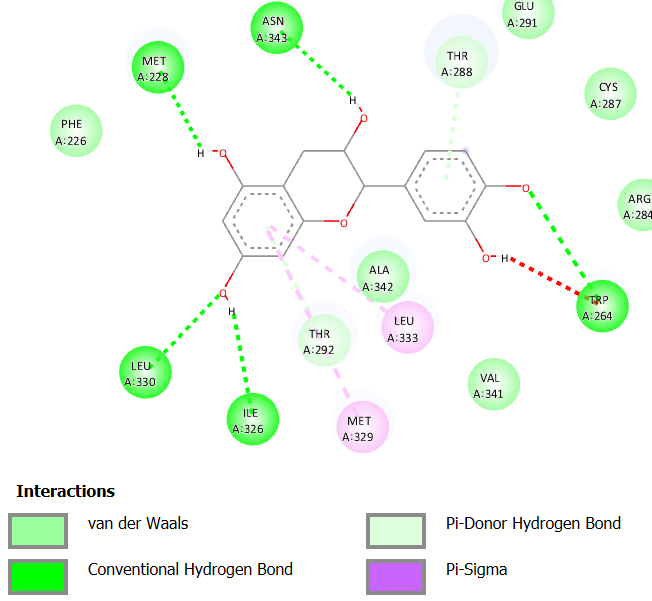 ASN
A:343
GLU
A:291
MET
A:228
THR
A:288
CYS
A:287
H
O
PHE
A:226
H
O
ARG
A:284
O
O
O
H
ALA
A:342
O
H
TRP
A:264
LEU
A:333
THR
A:292
LEU
A:330
VAL
A:341
ILE
A:326
MET
A:329
Interactions
van der Waals
Pi-Donor Hydrogen Bond
Conventional Hydrogen Bond
Pi-Sigma